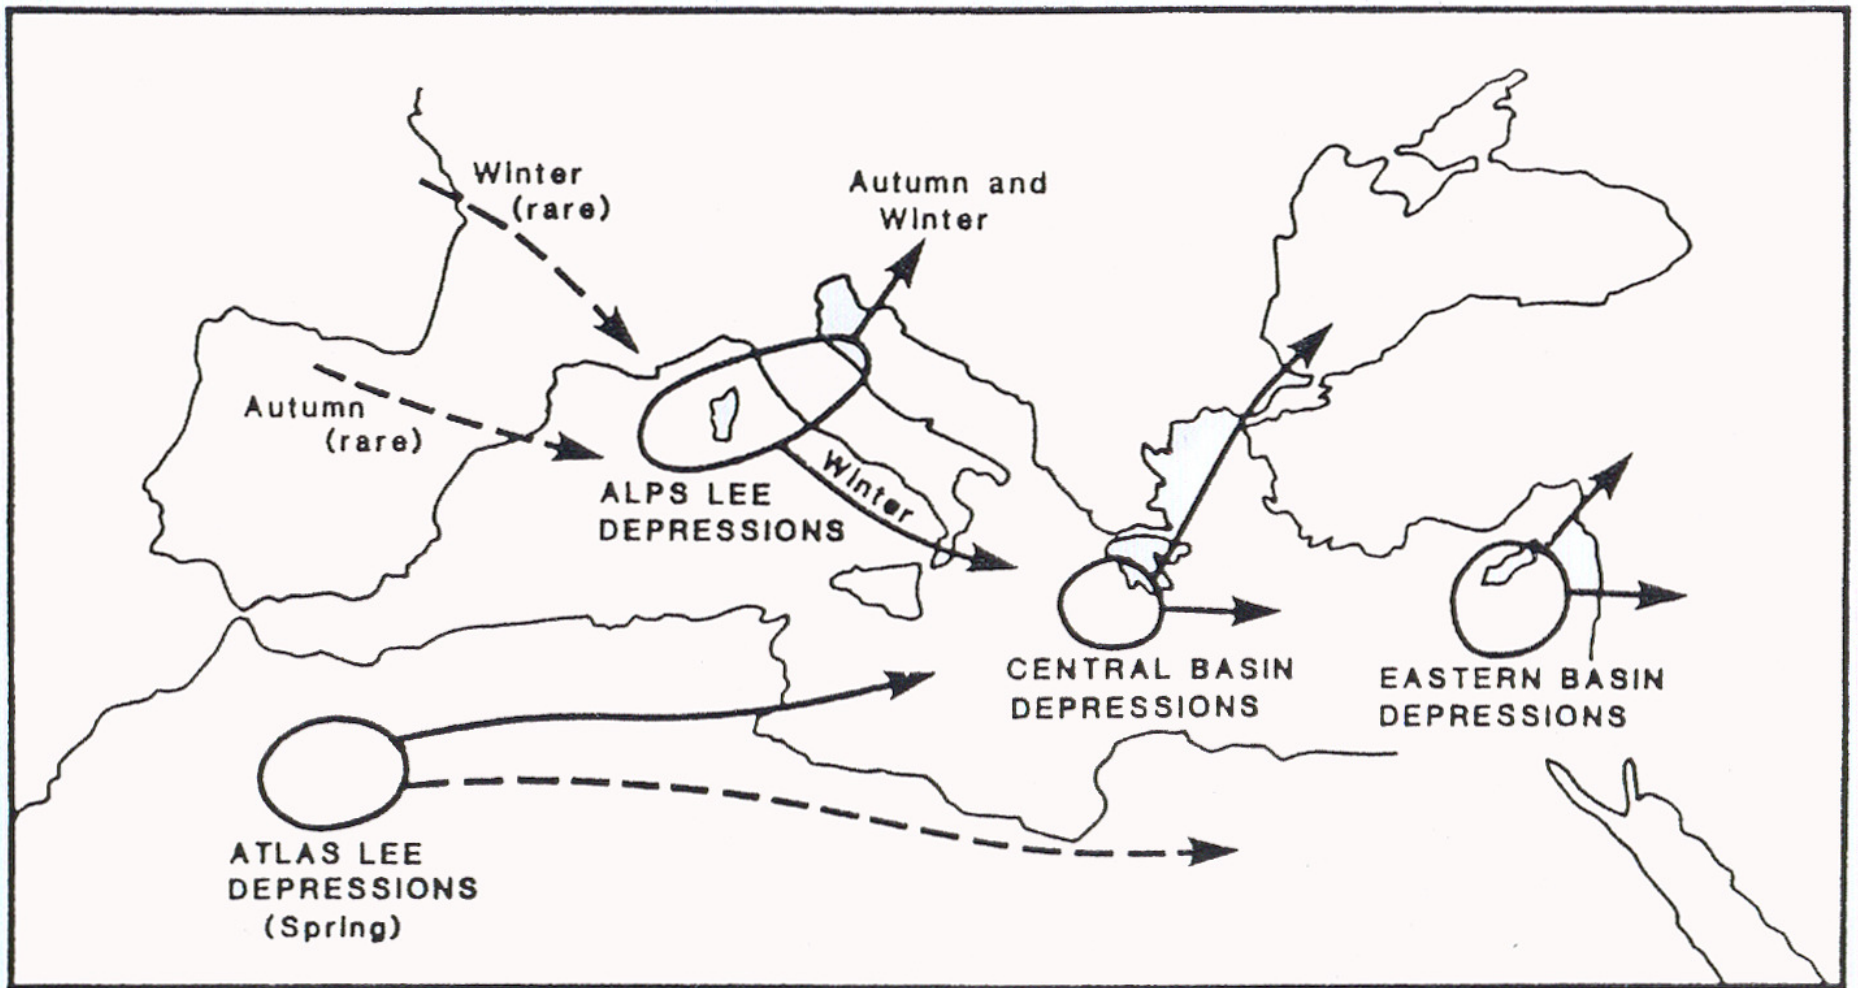 Winter
(rare)
Autumn and
Winter
Autumn
(rare)
Winter
ALPS LEE
DEPRESSIONS
CENTRAL BASIN
DEPRESSIONS
EASTERN BASIN
DEPRESSIONS
ATLAS LEE
DEPRESSIONS
(Spring)